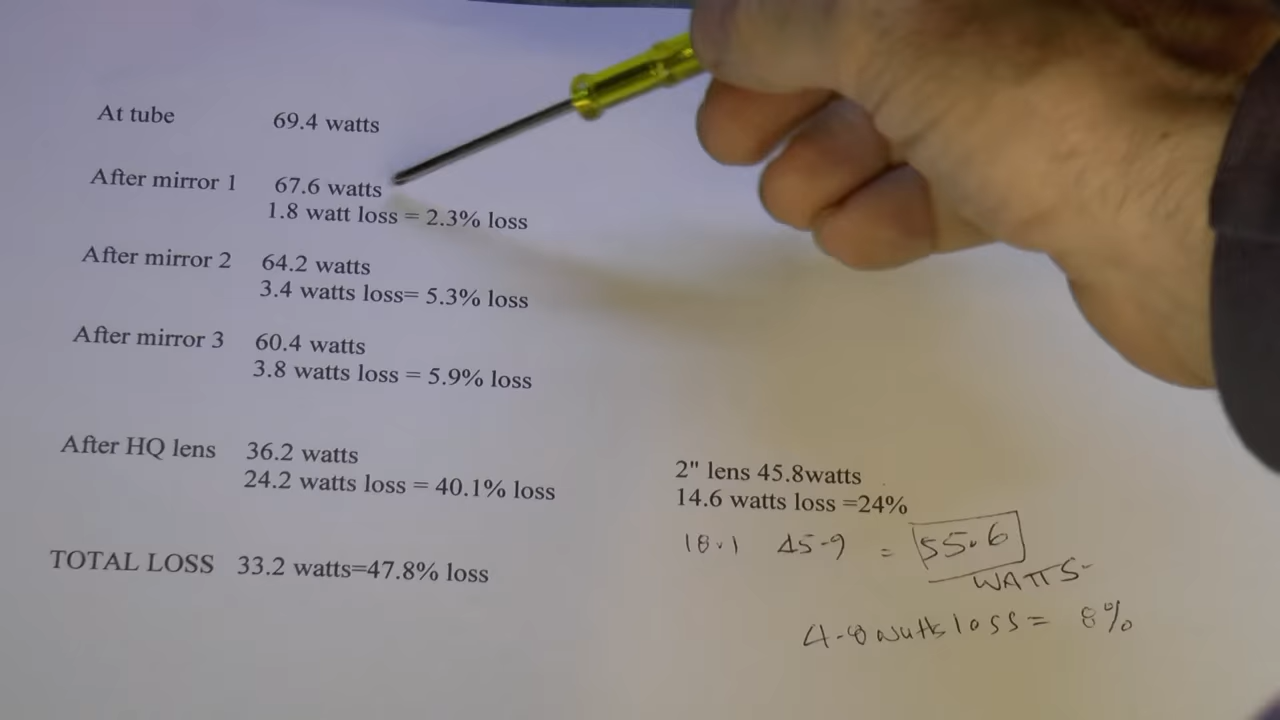 At tube 69.4 watts
After mirror 1 67.6 watts
1.8 watt loss = 2.3% loss
After mirror 2 64.2 watts
3.4 watts loss= 5.3% loss
After mirror 3 60.4 watts
3.8 watts loss = 5.9% loss
After HQ lens 36.2 watts
24.2 watts loss = 40.1% loss
2" lens 45.8watts
14.6 watts loss =24%
18.1 45.9 = 55.6
WATTS
TOTAL LOSS 33.2 watts=47.8% loss
4.8 watts loss = 8%